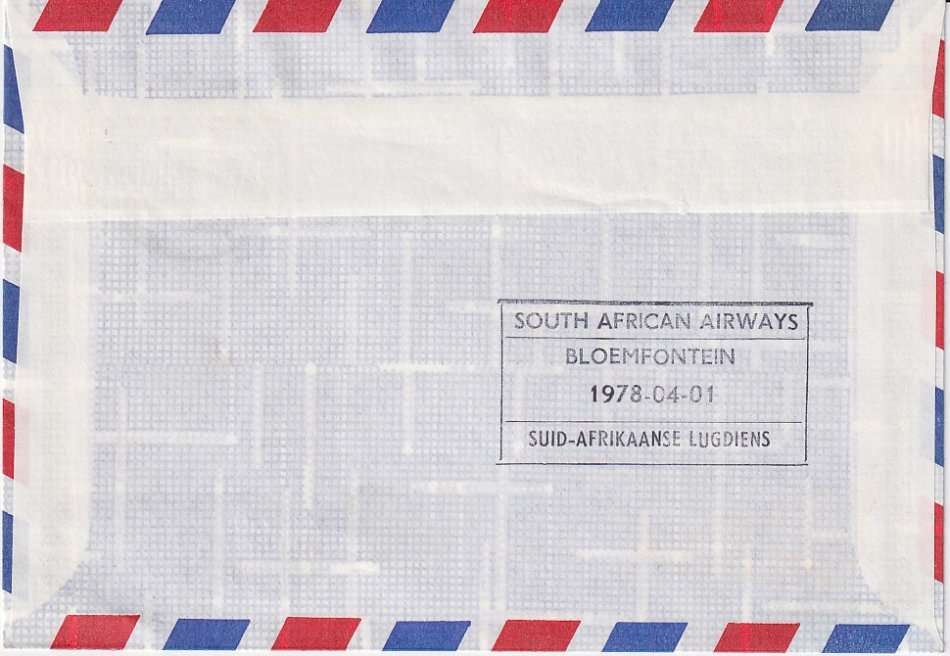 SOUTH AFRICAN AIRWAYS
BLOEMFONTEIN
1978-04-01
SUID-AFRIKAANSE LUGDIENS